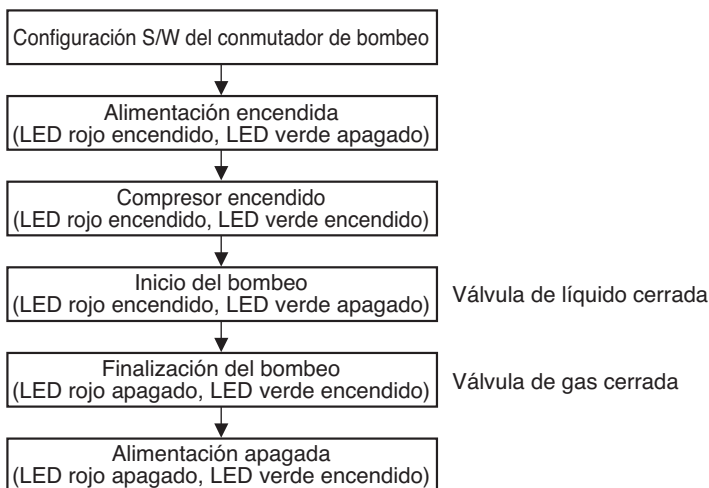 Configuración S/W del conmutador de bombeo
Alimentación encendida
(LED rojo encendido, LED verde apagado)
Compresor encendido
(LED rojo encendido, LED verde encendido)
Inicio del bombeo
(LED rojo encendido, LED verde apagado)
Válvula de líquido cerrada
Finalización del bombeo
(LED rojo apagado, LED verde encendido)
Válvula de gas cerrada
Alimentación apagada
(LED rojo apagado, LED verde encendido)